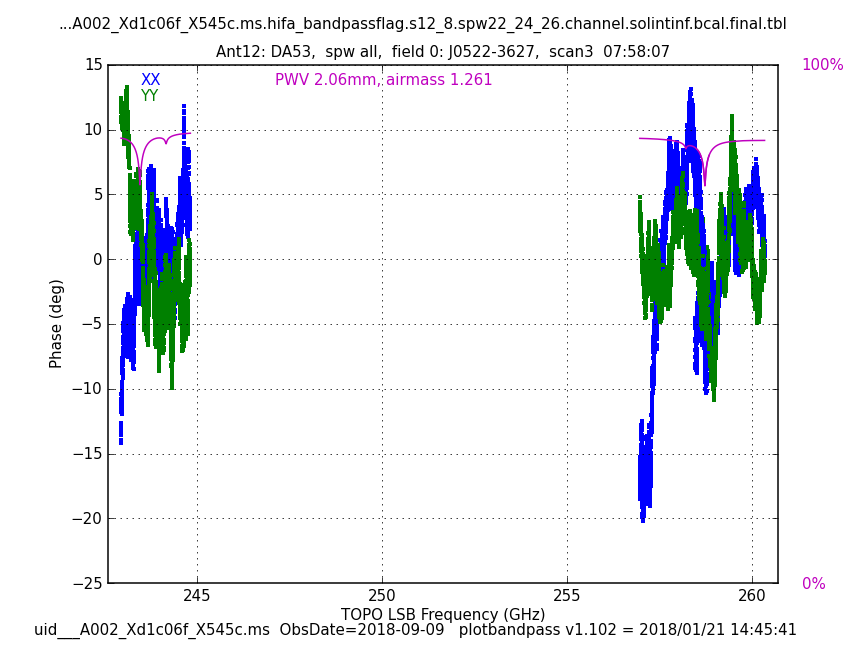 ...A002_Xd1c06f_X545c.ms.hifa_bandpassflag.s12_8.spw22_24_26.channel.solintinf.bcal.final.tbl
Ant12: DA53,  spw all,  field 0: J0522-3627,  scan3  07:58:07
15
10
5
0
−5
−10
−15
−20
−25
Phase (deg)
XX
YY
PWV 2.06mm, airmass 1.261
100%
0%
245
250
255
260
TOPO LSB Frequency (GHz)
uid___A002_Xd1c06f_X545c.ms  ObsDate=2018-09-09   plotbandpass v1.102 = 2018/01/21 14:45:41